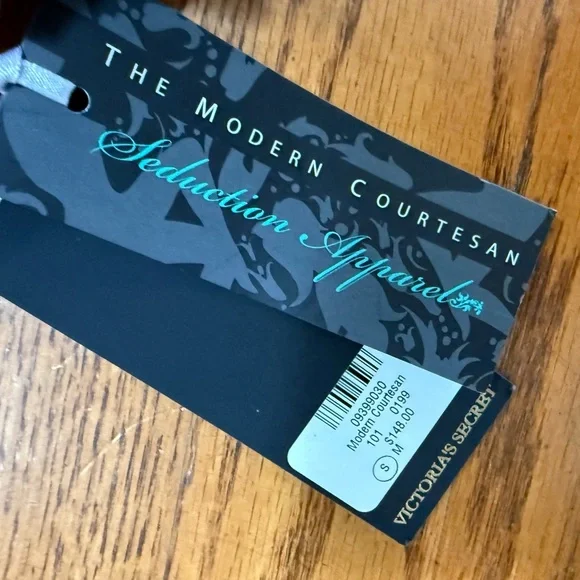 THE MODERN COURTESAN
Seduction Apparel
09399030
Modern Courtesan
101 0199
$148.00
S M
VICTORIA'S SECRET